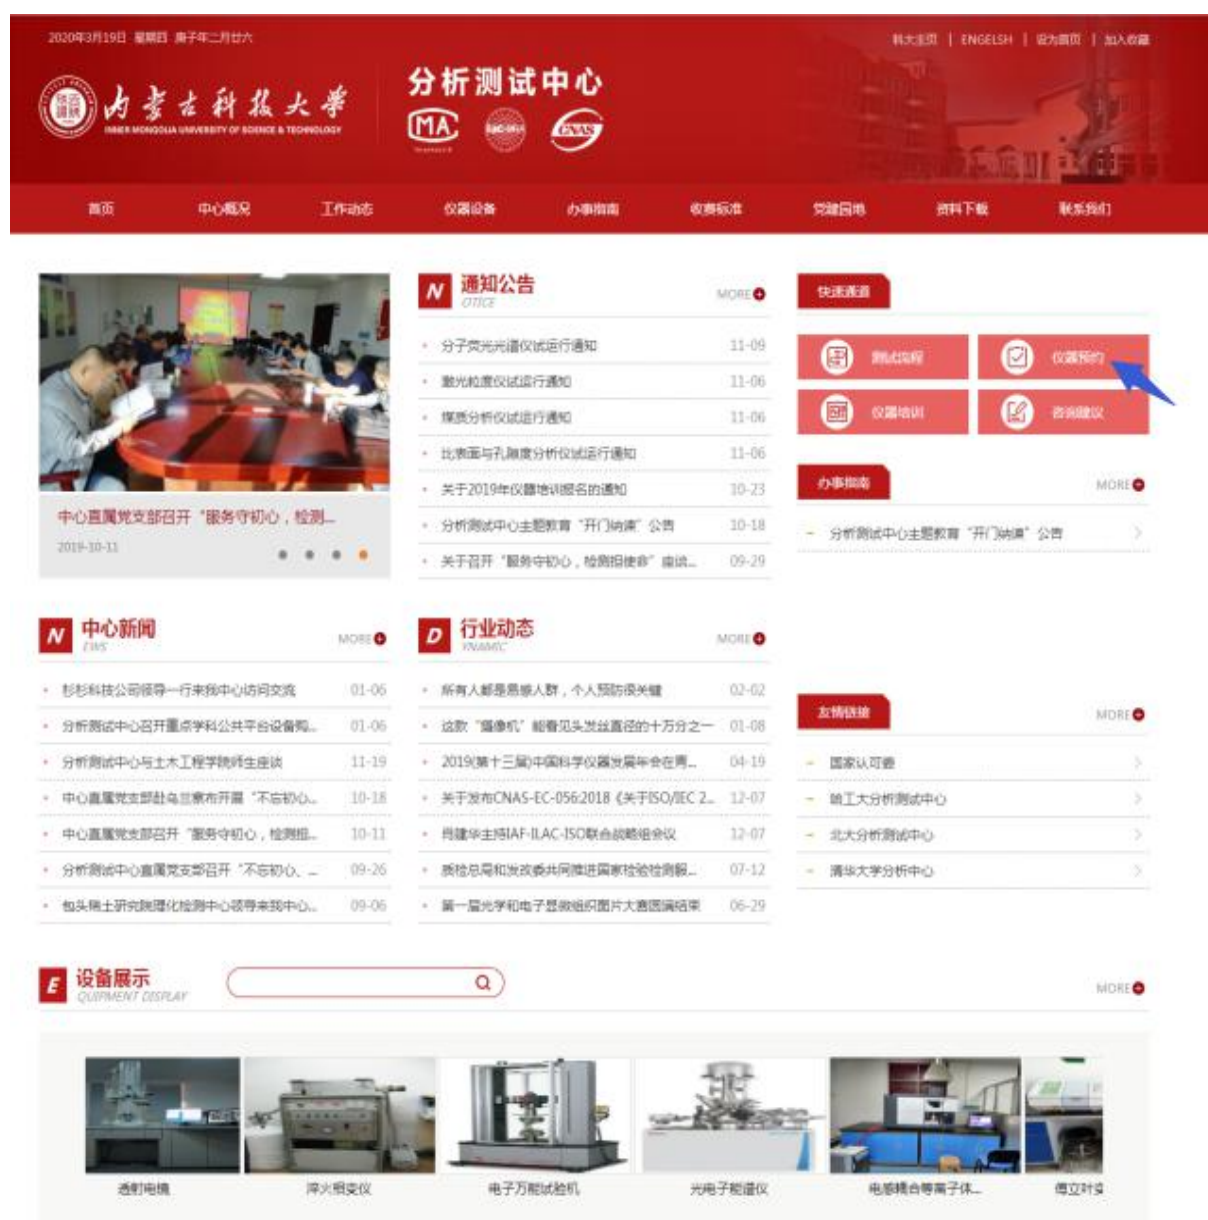 2020年3月19日 星期四 庚子年二月廿六
科大主页 | ENGELSH | 设为首页 | 加入收藏
内蒙古科技大学
INNER MONGOLIA UNIVERSITY OF SCIENCE & TECHNOLOGY
分析测试中心
MA
CNAS
首页 中心概况 工作动态 仪器设备 办事指南 收费标准 党建园地 资料下载 联系我们
中心直属党支部召开“服务守初心，检测...
2019-10-11
N 通知公告 MORE
OTICE
分子荧光光谱仪试运行通知 11-09
激光粒度仪试运行通知 11-06
煤质分析仪试运行通知 11-06
比表面与孔隙度分析仪试运行通知 11-06
关于2019年仪器培训报名的通知 10-23
分析测试中心主题教育“开门纳谏”公告 10-18
关于召开“服务守初心，检测担使命”座谈... 09-29
快速通道
测试流程 仪器预约
仪器培训 咨询建议
办事指南 MORE
分析测试中心主题教育“开门纳谏”公告
N 中心新闻 MORE
EWS
杉杉科技公司领导一行来我中心访问交流 01-06
分析测试中心召开重点学科公共平台设备购... 01-06
分析测试中心与土木工程学院师生座谈 11-19
中心直属党支部赴乌兰察布开展“不忘初心... 10-18
中心直属党支部召开“服务守初心，检测担... 10-11
分析测试中心直属党支部召开“不忘初心、... 09-26
包头稀土研究院理化检测中心领导来我中心... 09-06
D 行业动态 MORE
YNAMIC
所有人都是易感人群，个人预防很关键 02-02
这款“摄像机”能看见头发丝直径的十万分之一 01-08
2019(第十三届)中国科学仪器发展年会在青... 04-19
关于发布CNAS-EC-056:2018《关于ISO/IEC 2... 12-07
肖建华主持IAF-ILAC-ISO联合战略组会议 12-07
质检总局和发改委共同推进国家检验检测服... 07-12
第一届光学和电子显微组织图片大赛圆满结束 06-29
友情链接 MORE
国家认可委
哈工大分析测试中心
北大分析测试中心
清华大学分析中心
E 设备展示 MORE
QUIPMENT DISPLAY
透射电镜 淬火相变仪 电子万能试验机 光电子能谱仪 电感耦合等离子体... 傅立叶变